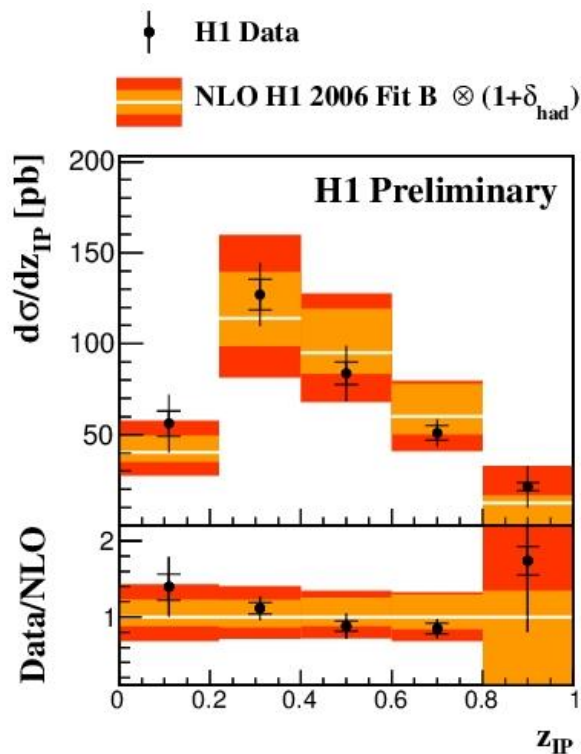 H1 Data
NLO H1 2006 Fit B ⊗ (1+δhad)
H1 Preliminary
dσ/dzIP [pb]
200
150
100
50
Data/NLO
2
1
0 0.2 0.4 0.6 0.8 1
zIP